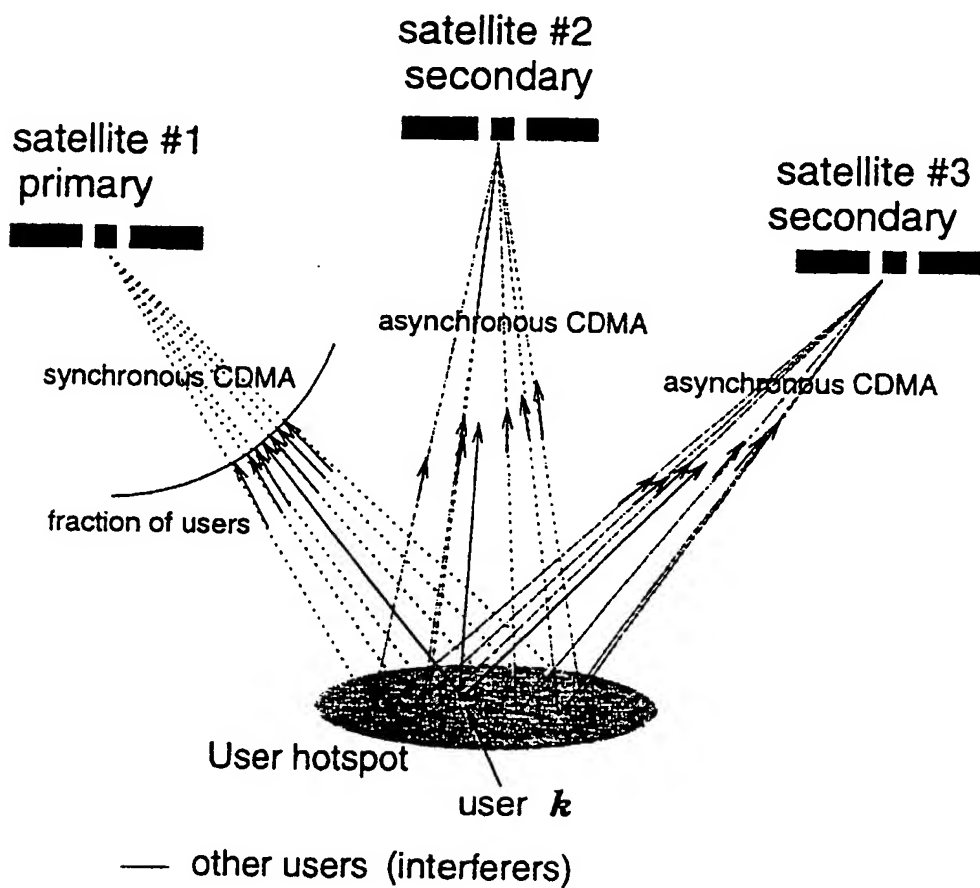 satellite #2
secondary
satellite #1
primary
satellite #3
secondary
asynchronous CDMA
synchronous CDMA
asynchronous CDMA
fraction of users
User hotspot
user k
— other users (interferers)